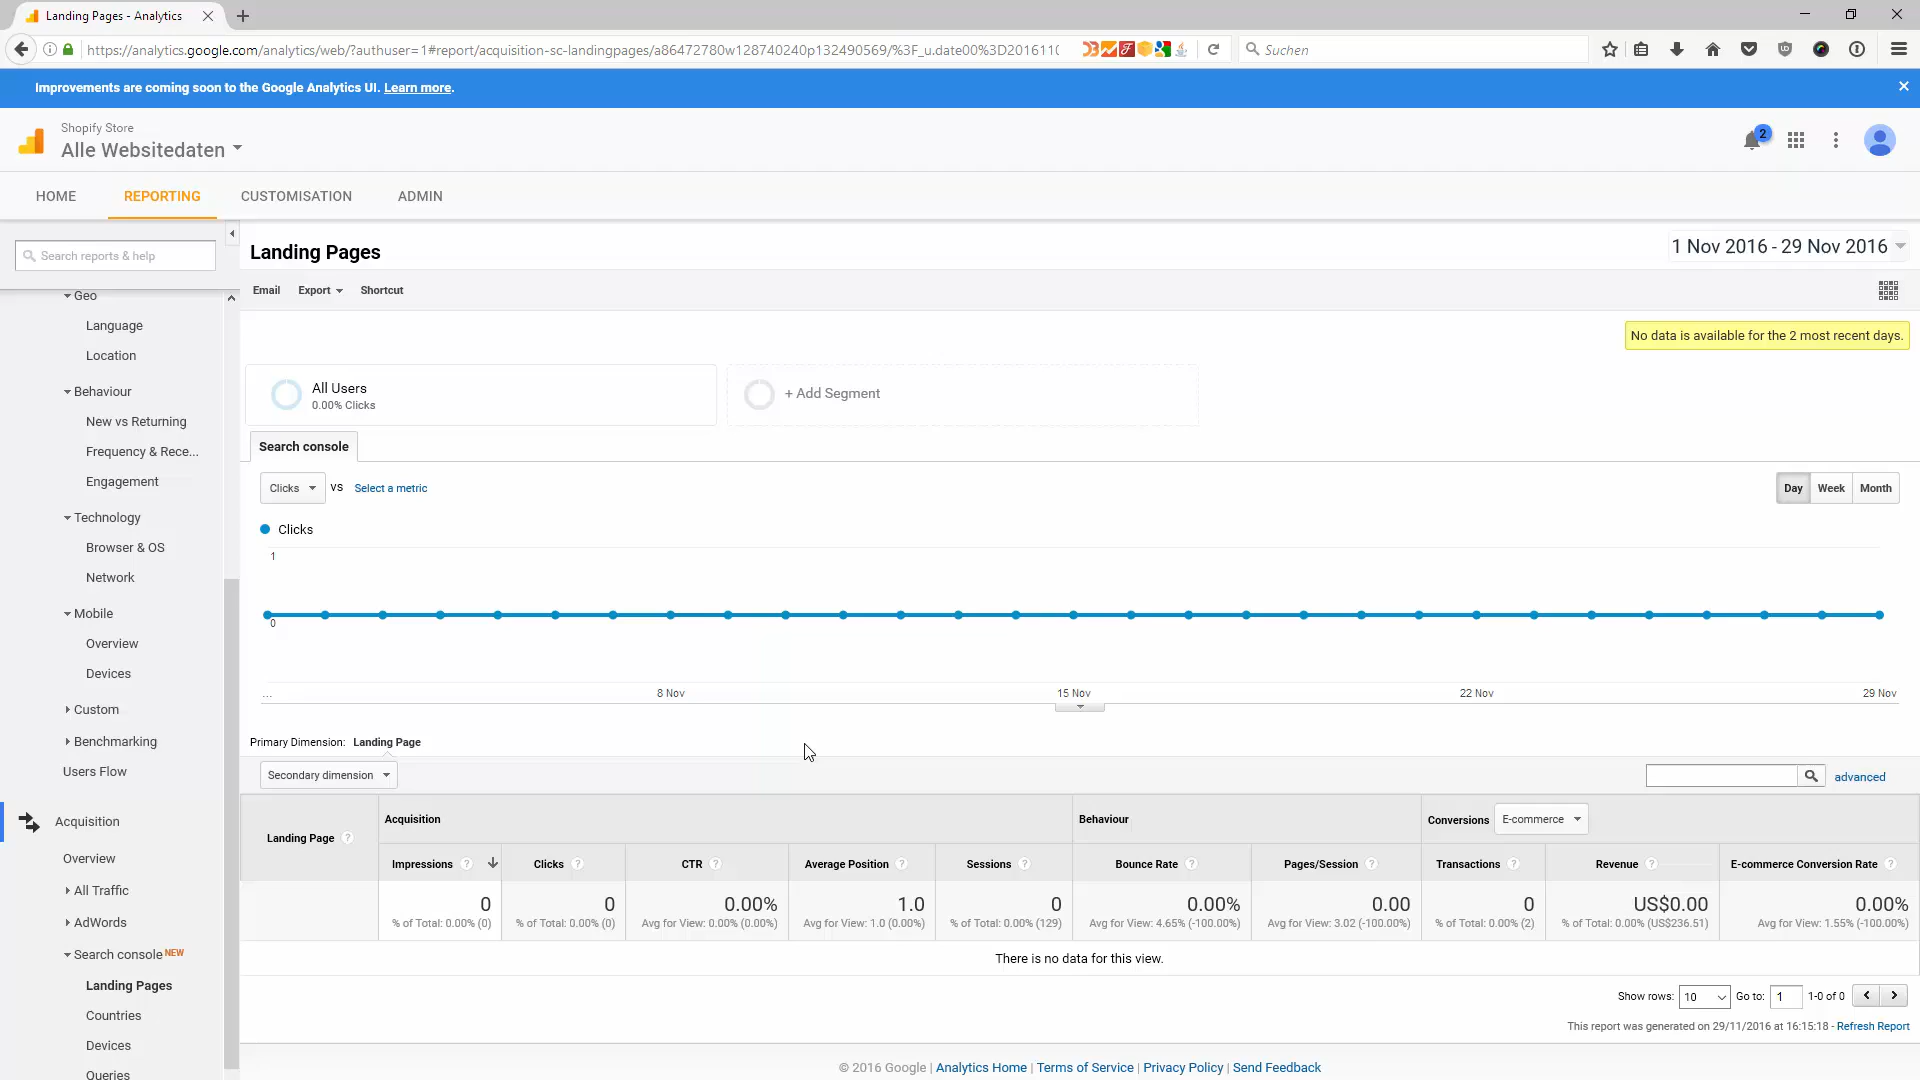 Landing Pages - Analytics
https://analytics.google.com/analytics/web/?authuser=1#report/acquisition-sc-landingpages/a86472780w128740240p132490569/%3F_u.date00%3D2016110
Suchen
Improvements are coming soon to the Google Analytics UI. Learn more.
Shopify Store
Alle Websitedaten
2
HOME REPORTING CUSTOMISATION ADMIN
Search reports & help
Geo
Language
Location
Behaviour
New vs Returning
Frequency & Rece...
Engagement
Technology
Browser & OS
Network
Mobile
Overview
Devices
Custom
Benchmarking
Users Flow
Acquisition
Overview
All Traffic
AdWords
Search console NEW
Landing Pages
Countries
Devices
Queries
Landing Pages
1 Nov 2016 - 29 Nov 2016
Email Export Shortcut
No data is available for the 2 most recent days.
All Users
0.00% Clicks
+ Add Segment
Search console
Clicks VS Select a metric
Day Week Month
Clicks
1
0
... 8 Nov 15 Nov 22 Nov 29 Nov
Primary Dimension: Landing Page
Secondary dimension
advanced
Landing Page ? Acquisition Behaviour Conversions E-commerce
Impressions ? Clicks ? CTR ? Average Position ? Sessions ? Bounce Rate ? Pages/Session ? Transactions ? Revenue ? E-commerce Conversion Rate ?
0 0 0.00% 1.0 0 0.00% 0.00 0 US$0.00 0.00%
% of Total: 0.00% (0) % of Total: 0.00% (0) Avg for View: 0.00% (0.00%) Avg for View: 1.0 (0.00%) % of Total: 0.00% (129) Avg for View: 4.65% (-100.00%) Avg for View: 3.02 (-100.00%) % of Total: 0.00% (2) % of Total: 0.00% (US$236.51) Avg for View: 1.55% (-100.00%)
There is no data for this view.
Show rows: 10 Go to: 1 1-0 of 0
This report was generated on 29/11/2016 at 16:15:18 - Refresh Report
© 2016 Google | Analytics Home | Terms of Service | Privacy Policy | Send Feedback